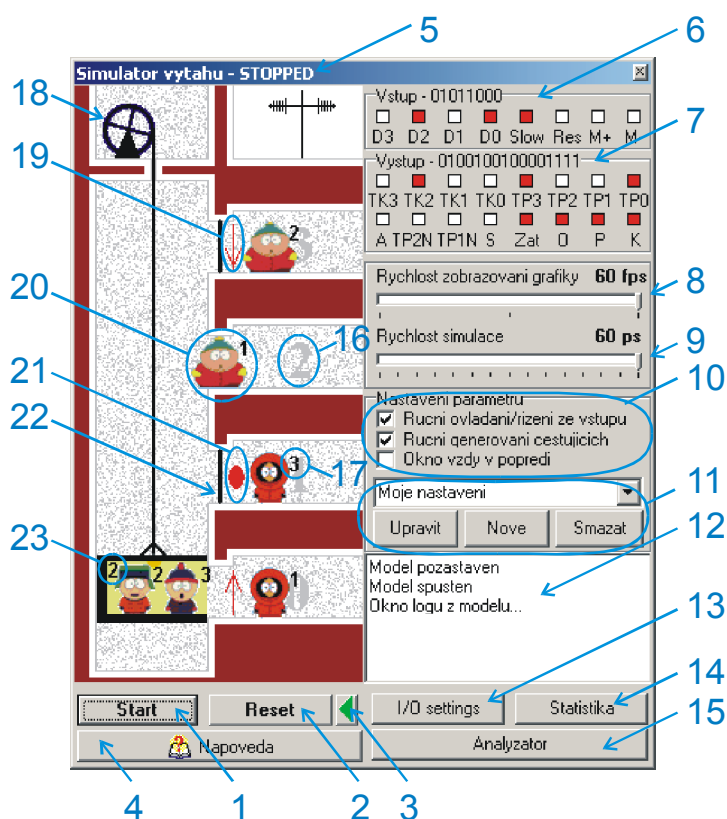 5
6
Simulator vytahu - STOPPED
18
Vstup - 01011000
D3 D2 D1 D0 Slow Res M+ M-
7
Vystup - 0100100100001111
TK3 TK2 TK1 TK0 TP3 TP2 TP1 TP0
A TP2N TP1N S Zat O P K
19
2
3
Rychlost zobrazovani grafiky 60 fps
8
20
1
2
16
Rychlost simulace 60 ps
9
10
21
Nastaveni parametru
Rucni ovladani/rizeni ze vstupu
Rucni generovani cestujicich
Okno vzdy v popredi
22
3
1
17
Moje nastaveni
11
Upravit Nove Smazat
12
23
2 2 3
1
0
Model pozastaven
Model spusten
Okno logu z modelu...
13
14
Start Reset I/O settings Statistika
15
Napoveda Analyzator
4 1 2 3